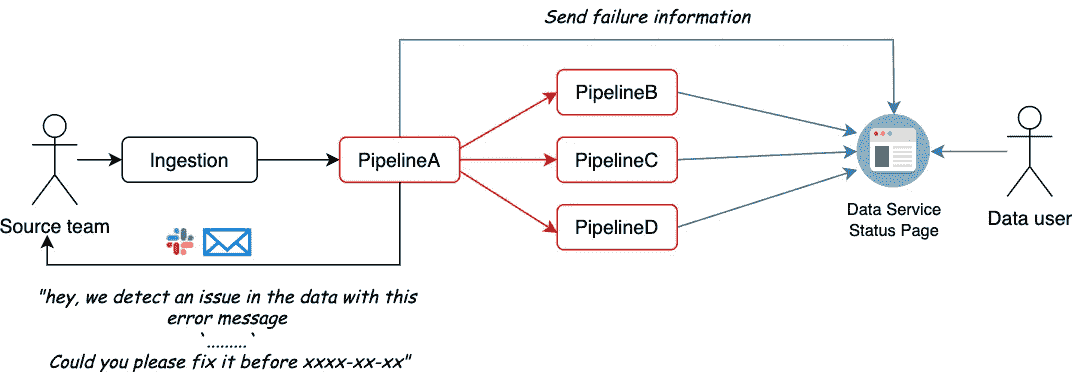 Send failure information
PipelineB
Ingestion
PipelineA
PipelineC
PipelineD
Source team
Data Service
Status Page
Data user
"hey, we detect an issue in the data with this
error message
`.........`
Could you please fix it before xxxx-xx-xx"